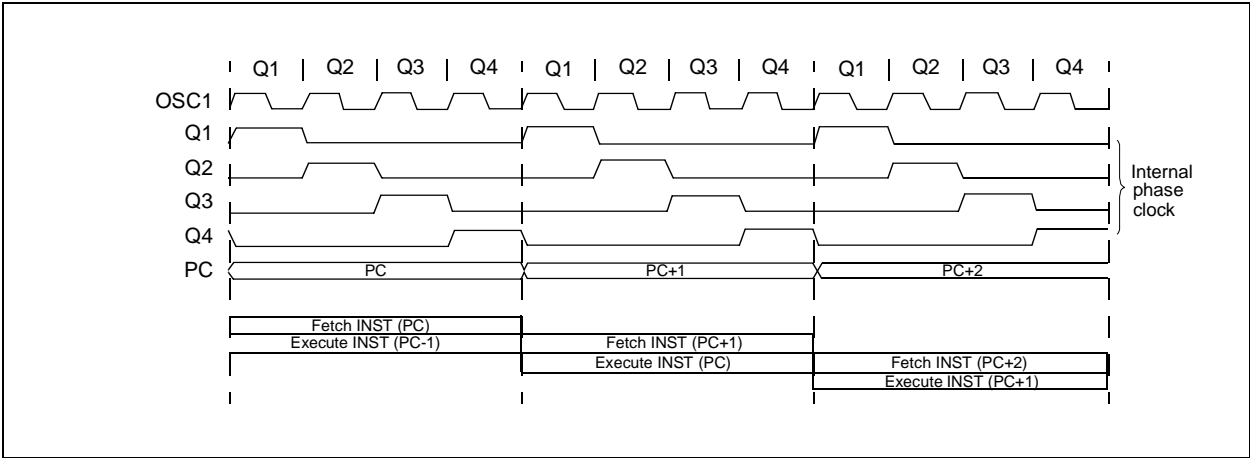 Q1 Q2 Q3 Q4 Q1 Q2 Q3 Q4 Q1 Q2 Q3 Q4
OSC1
Q1
Q2
Q3
Q4
PC
Internal
phase
clock
PC PC+1 PC+2
Fetch INST (PC)
Execute INST (PC-1) Fetch INST (PC+1)
Execute INST (PC) Fetch INST (PC+2)
Execute INST (PC+1)